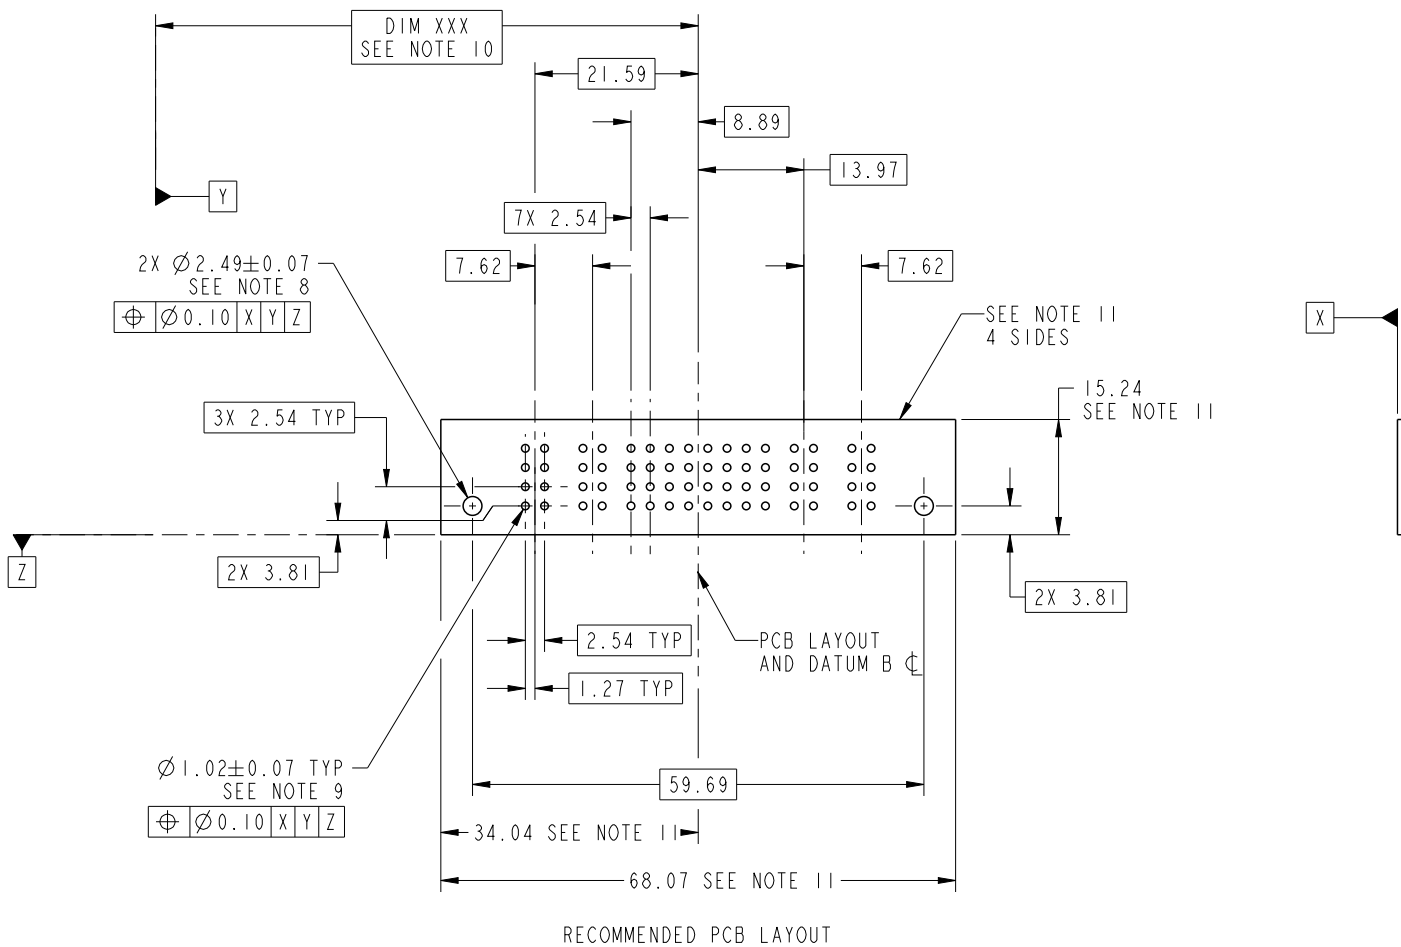 DIM XXX
SEE NOTE 10
21.59
8.89
13.97
Y
7X 2.54
2X ⌀2.49±0.07
SEE NOTE 8
⌖ ⌀0.10 X Y Z
7.62
7.62
SEE NOTE 11
4 SIDES
X
15.24
SEE NOTE 11
3X 2.54 TYP
Z
2X 3.81
2X 3.81
2.54 TYP
PCB LAYOUT
AND DATUM B ℄
1.27 TYP
⌀1.02±0.07 TYP
SEE NOTE 9
⌖ ⌀0.10 X Y Z
59.69
34.04 SEE NOTE 11
68.07 SEE NOTE 11
RECOMMENDED PCB LAYOUT